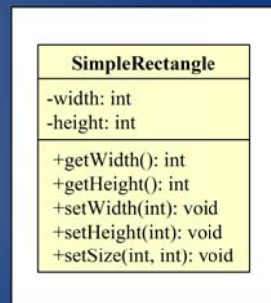 SimpleRectangle
-width: int
-height: int
+getWidth(): int
+getHeight(): int
+setWidth(int): void
+setHeight(int): void
+setSize(int, int): void